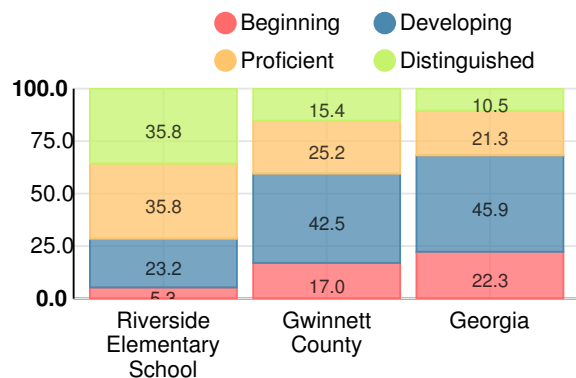 Beginning
Developing
Proficient
Distinguished
100.0
75.0
50.0
25.0
0.0
35.8
35.8
23.2
5.3
15.4
25.2
42.5
17.0
10.5
21.3
45.9
22.3
Riverside
Elementary
School
Gwinnett
County
Georgia